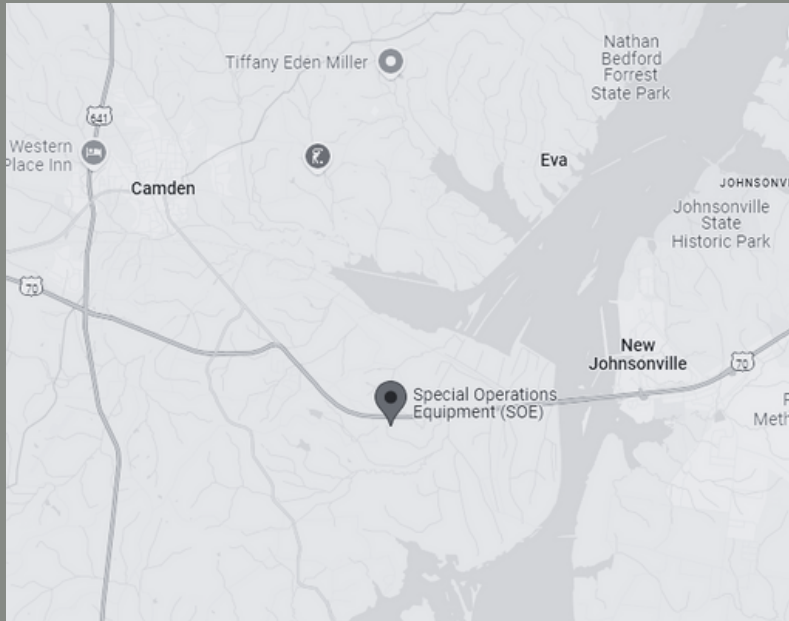 Nathan
Bedford
Forrest
State Park
Tiffany Eden Miller
641
Western
Place Inn
Eva
Camden
JOHNSONVI
Johnsonville
State
Historic Park
70
New
Johnsonville
70
Special Operations
Equipment (SOE)
Meth